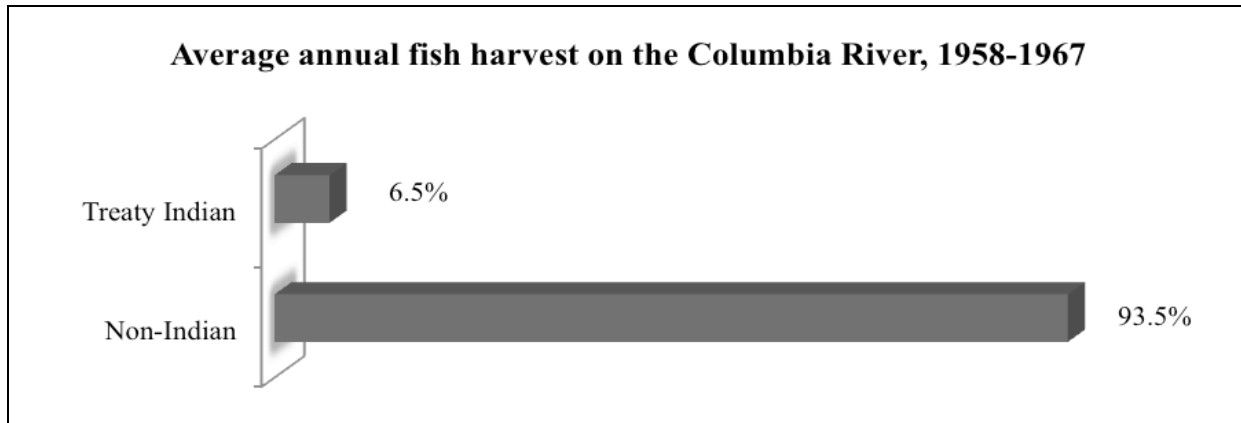 Average annual fish harvest on the Columbia River, 1958-1967
Treaty Indian
6.5%
Non-Indian
93.5%